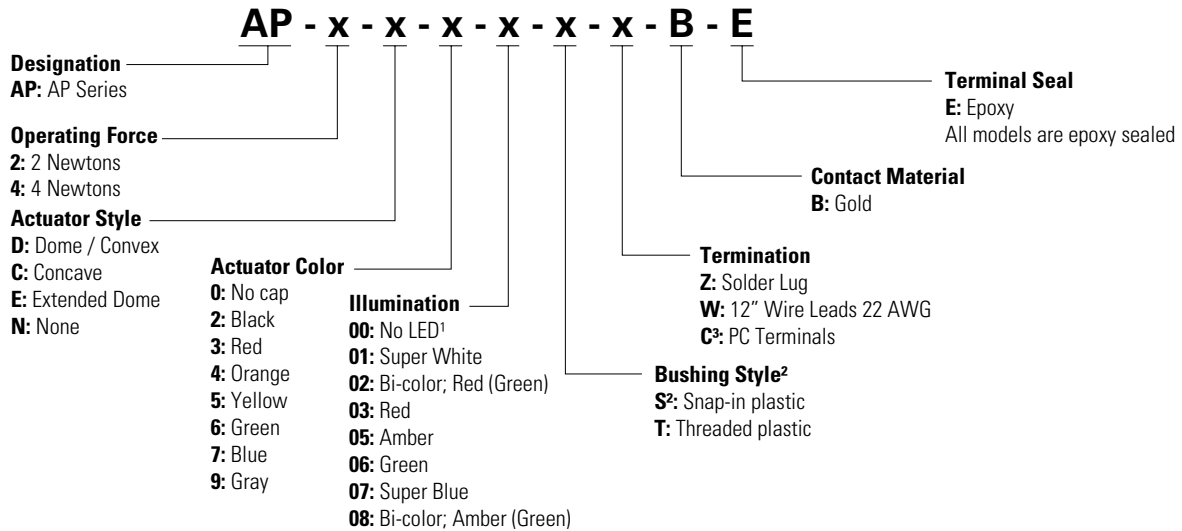 AP - x - x - x - x - x - x - B - E
Designation
AP: AP Series
Operating Force
2: 2 Newtons
4: 4 Newtons
Actuator Style
D: Dome / Convex
C: Concave
E: Extended Dome
N: None
Actuator Color
0: No cap
2: Black
3: Red
4: Orange
5: Yellow
6: Green
7: Blue
9: Gray
Illumination
00: No LED¹
01: Super White
02: Bi-color; Red (Green)
03: Red
05: Amber
06: Green
07: Super Blue
08: Bi-color; Amber (Green)
Bushing Style²
S²: Snap-in plastic
T: Threaded plastic
Termination
Z: Solder Lug
W: 12” Wire Leads 22 AWG
C³: PC Terminals
Contact Material
B: Gold
Terminal Seal
E: Epoxy
All models are epoxy sealed